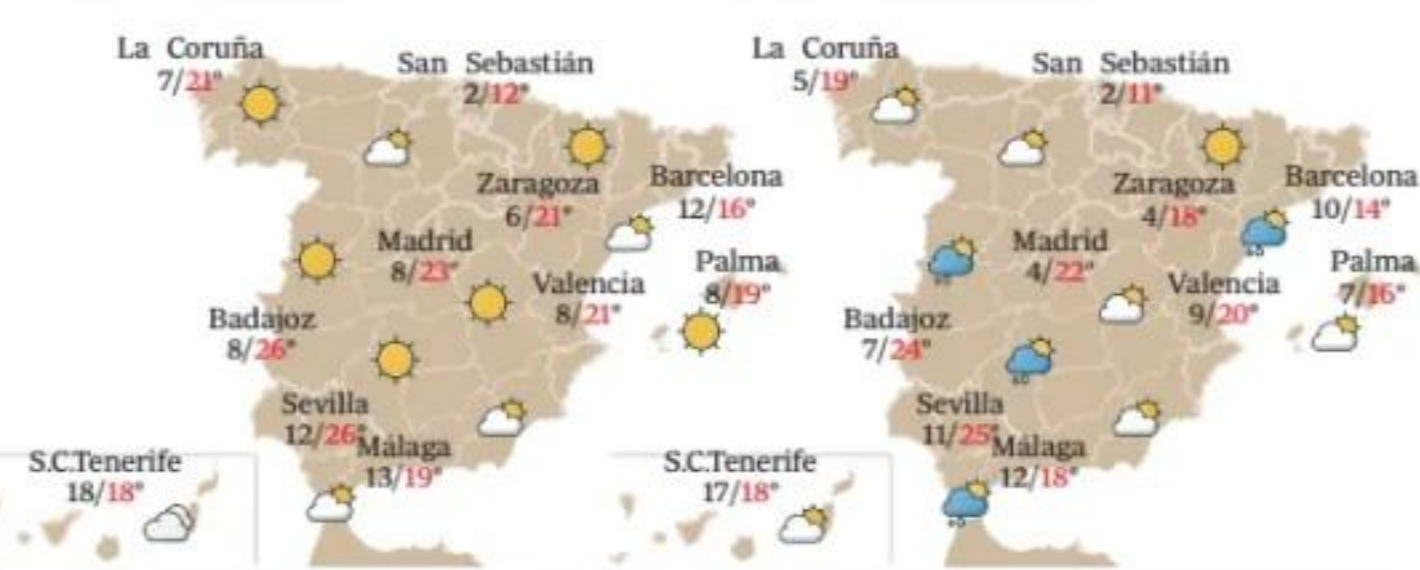 La Coruña
7/21°
San Sebastián
2/12°
Zaragoza
6/21°
Barcelona
12/16°
Madrid
8/23°
Valencia
8/21°
Palma
8/19°
Badajoz
8/26°
Sevilla
12/26°
Málaga
13/19°
S.C.Tenerife
18/18°
La Coruña
5/19°
San Sebastián
2/11°
Zaragoza
4/18°
Barcelona
10/14°
Madrid
4/22°
Valencia
9/20°
Palma
7/16°
Badajoz
7/24°
Sevilla
11/25°
Málaga
12/18°
S.C.Tenerife
17/18°